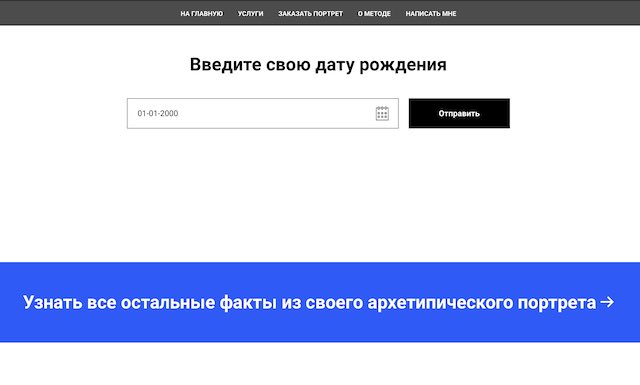 НА ГЛАВНУЮ УСЛУГИ ЗАКАЗАТЬ ПОРТРЕТ О МЕТОДЕ НАПИСАТЬ МНЕ
Введите свою дату рождения
01-01-2000 Отправить
Узнать все остальные факты из своего архетипического портрета →